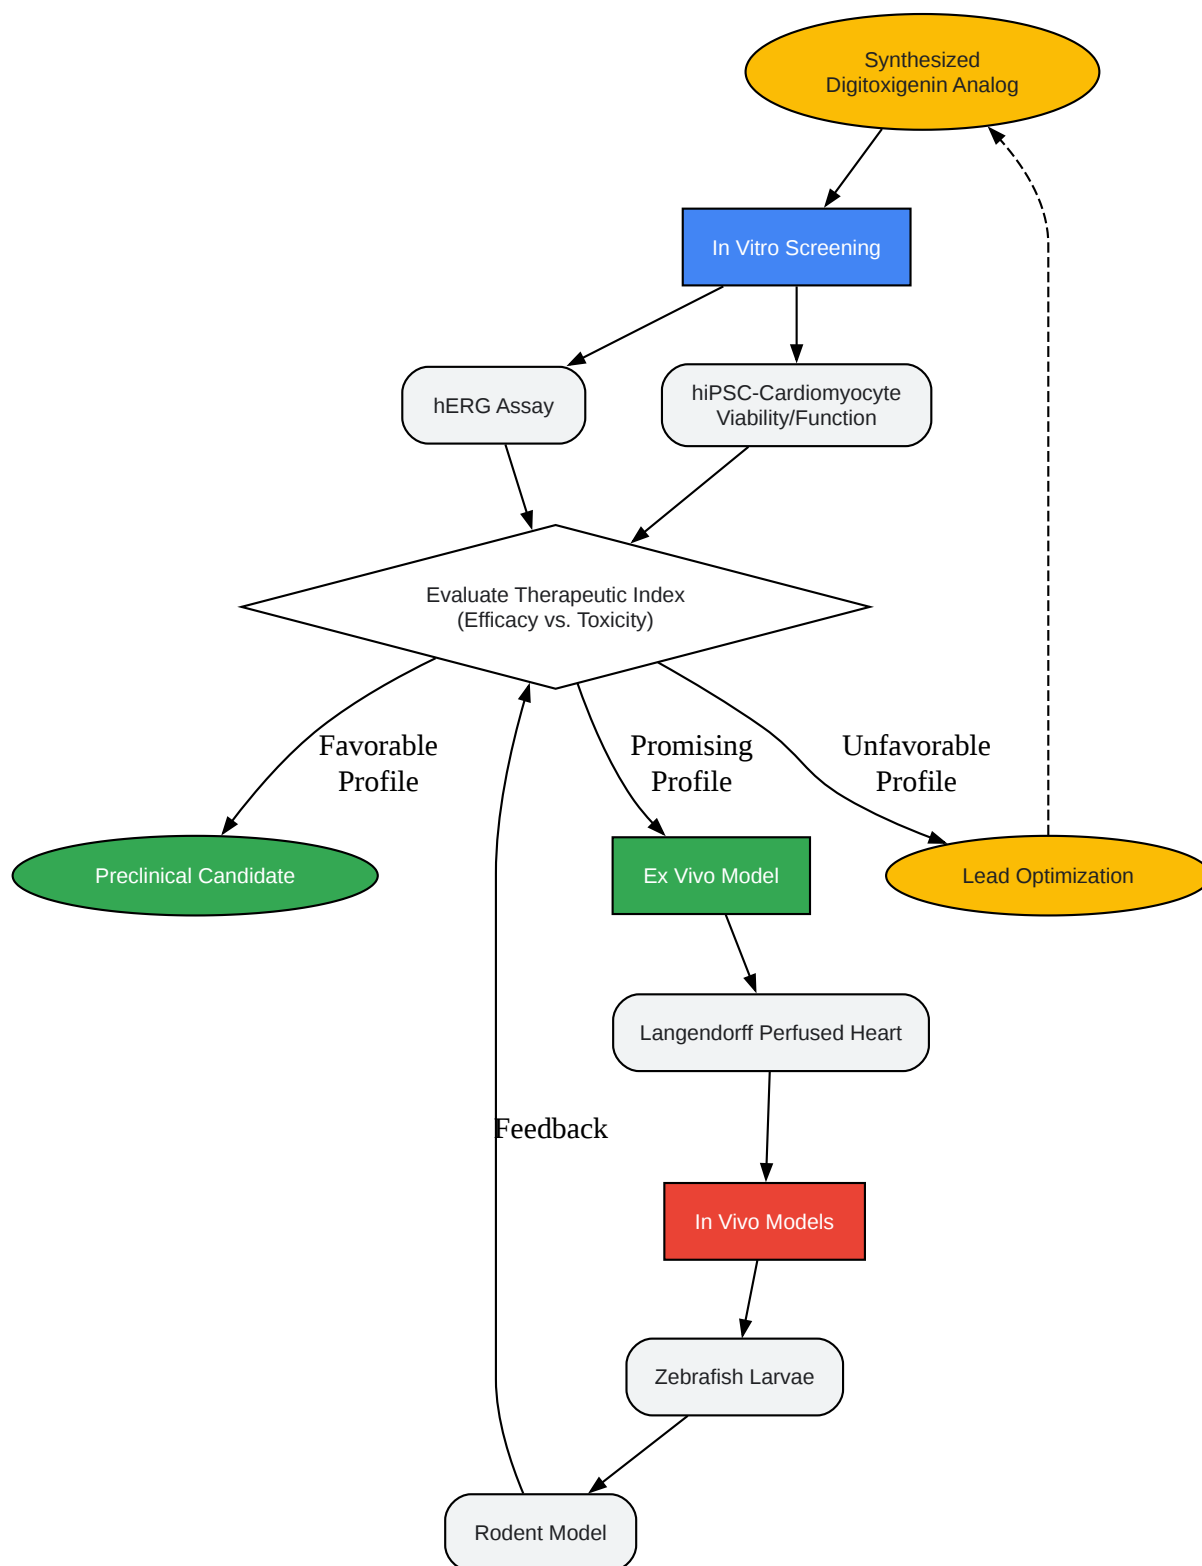 Synthesized
Digitoxigenin Analog
In Vitro Screening
hERG Assay
hiPSC-Cardiomyocyte
Viability/Function
Evaluate Therapeutic Index
(Efficacy vs. Toxicity)
Favorable
Profile
Promising
Profile
Unfavorable
Profile
Preclinical Candidate
Ex Vivo Model
Lead Optimization
Langendorff Perfused Heart
Feedback
In Vivo Models
Zebrafish Larvae
Rodent Model